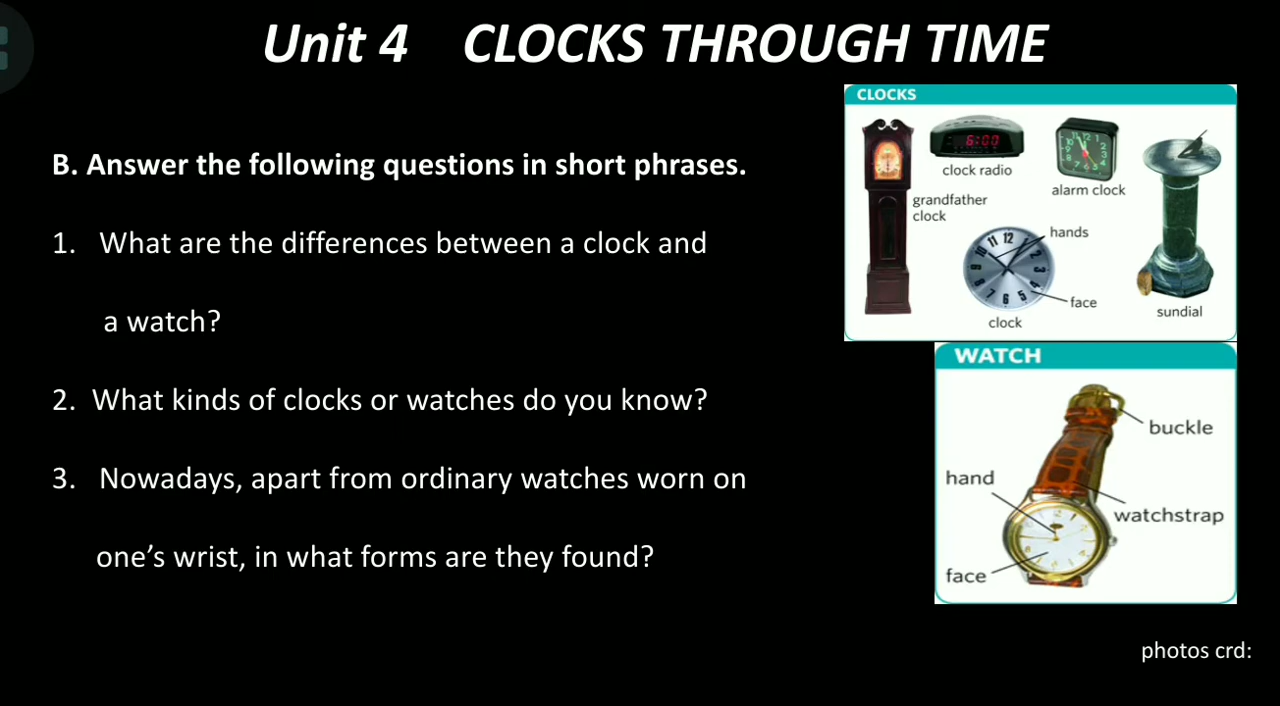 Unit 4 CLOCKS THROUGH TIME
B. Answer the following questions in short phrases.
1. What are the differences between a clock and
a watch?
2. What kinds of clocks or watches do you know?
3. Nowadays, apart from ordinary watches worn on
one's wrist, in what forms are they found?
CLOCKS
6:00
clock radio
alarm clock
grandfather
clock
hands
face
clock
sundial
WATCH
buckle
hand
watchstrap
face
photos crd: